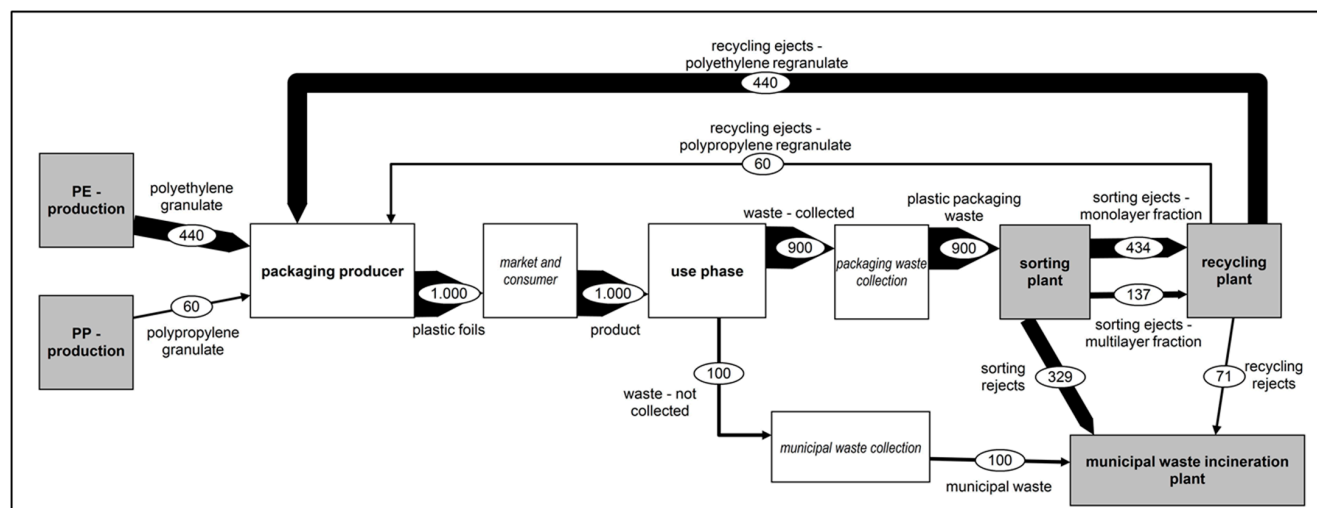 recycling ejects -
polyethylene regranulate
440
recycling ejects -
polypropylene regranulate
60
PE -
production
polyethylene
granulate
440
PP -
production
60
polypropylene
granulate
packaging producer
1.000
plastic foils
market and
consumer
1.000
product
use phase
waste - collected
900
packaging waste
collection
plastic packaging
waste
900
sorting
plant
sorting ejects -
monolayer fraction
434
137
sorting ejects -
multilayer fraction
recycling
plant
100
waste - not
collected
municipal waste collection
100
municipal waste
sorting
rejects
329
71
recycling
rejects
municipal waste incineration
plant